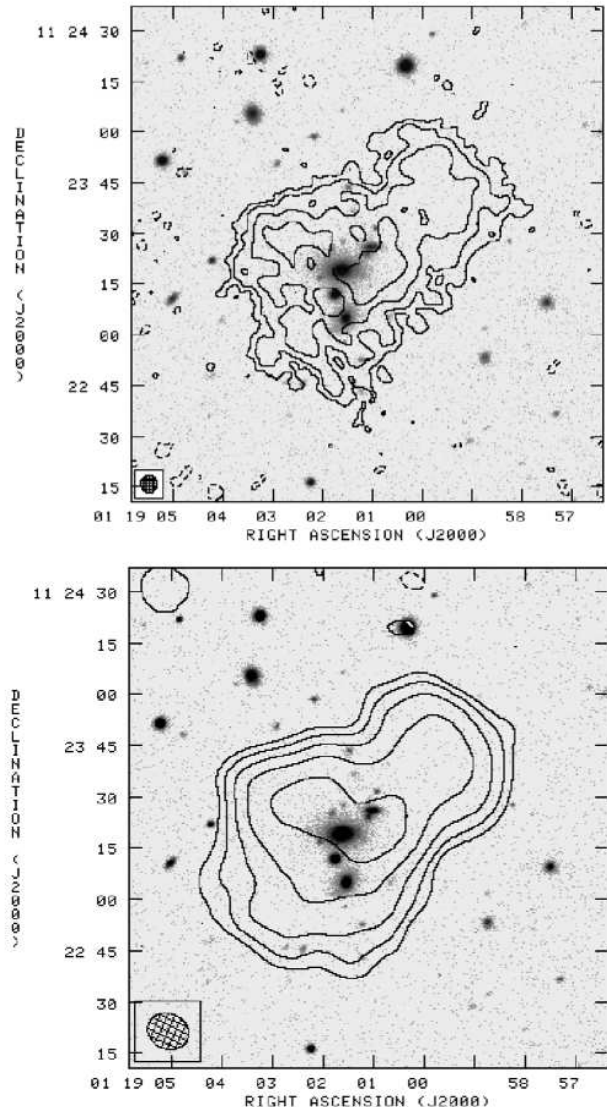 11 24 30
15
00
23 45
30
15
00
22 45
30
15
DECLINATION (J2000)
01 19 05 04 03 02 01 00 58 57
RIGHT ASCENSION (J2000)
11 24 30
15
00
23 45
30
15
00
22 45
30
15
DECLINATION (J2000)
01 19 05 04 03 02 01 00 58 57
RIGHT ASCENSION (J2000)